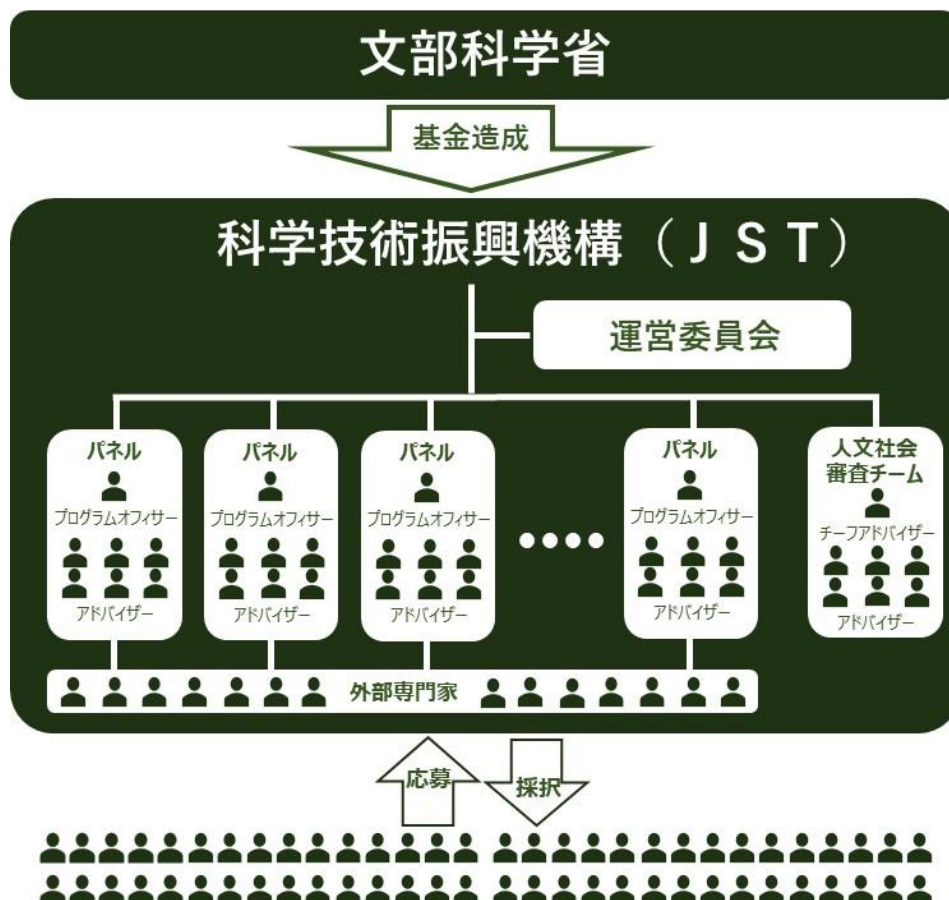 文部科学省
基金造成
科学技術振興機構（ＪＳＴ）
運営委員会
パネル
プログラムオフィサー
アドバイザー
パネル
プログラムオフィサー
アドバイザー
パネル
プログラムオフィサー
アドバイザー
パネル
プログラムオフィサー
アドバイザー
人文社会
審査チーム
チーフアドバイザー
アドバイザー
外部専門家
応募
採択